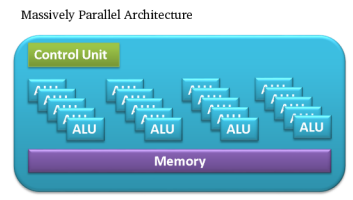 Massively Parallel Architecture
Control Unit
ALU ALU ALU ALU
Memory